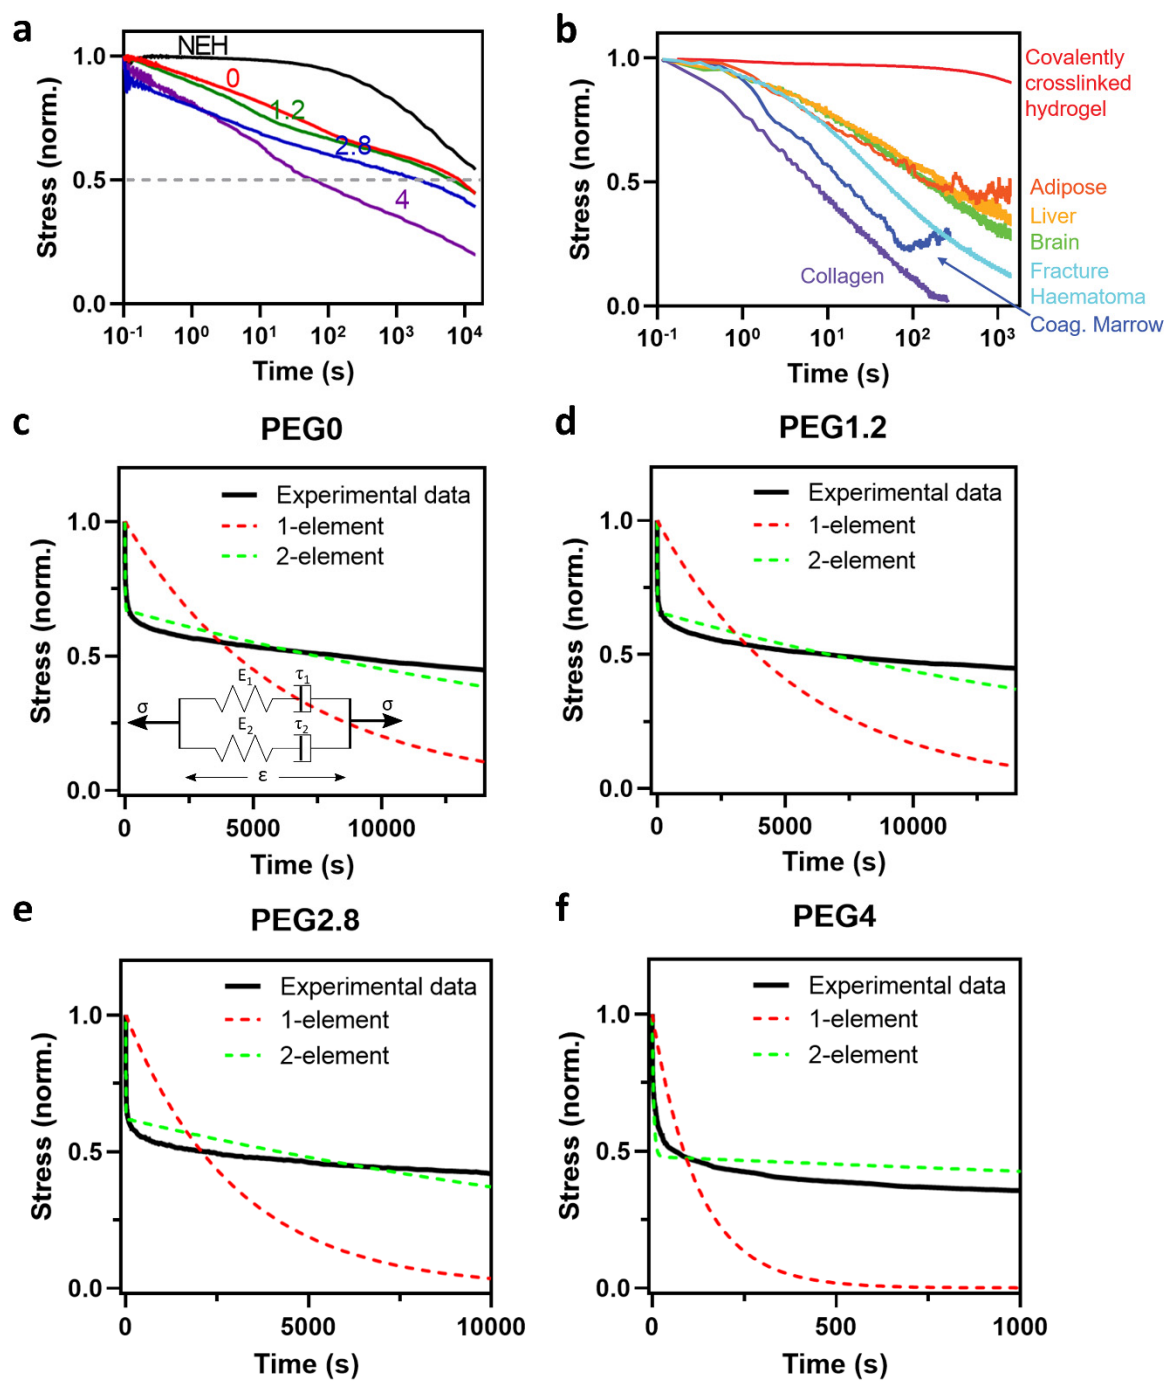 a
Stress (norm.)
1.0
0.5
0.0
NEH
0
1.2
2.8
4
10⁻¹ 10⁰ 10¹ 10² 10³ 10⁴
Time (s)
b
Stress (norm.)
1.0
0.5
0.0
Covalently
crosslinked
hydrogel
Adipose
Liver
Brain
Fracture
Haematoma
Coag. Marrow
Collagen
10⁻¹ 10⁰ 10¹ 10² 10³
Time (s)
c
PEG0
Stress (norm.)
1.0
0.5
0.0
Experimental data
1-element
2-element
E₁ τ₁
σ σ
E₂ τ₂
ε
0 5000 10000
Time (s)
d
PEG1.2
Stress (norm.)
1.0
0.5
0.0
Experimental data
1-element
2-element
0 5000 10000
Time (s)
e
PEG2.8
Stress (norm.)
1.0
0.5
0.0
Experimental data
1-element
2-element
0 5000 10000
Time (s)
f
PEG4
Stress (norm.)
1.0
0.5
0.0
Experimental data
1-element
2-element
0 500 1000
Time (s)